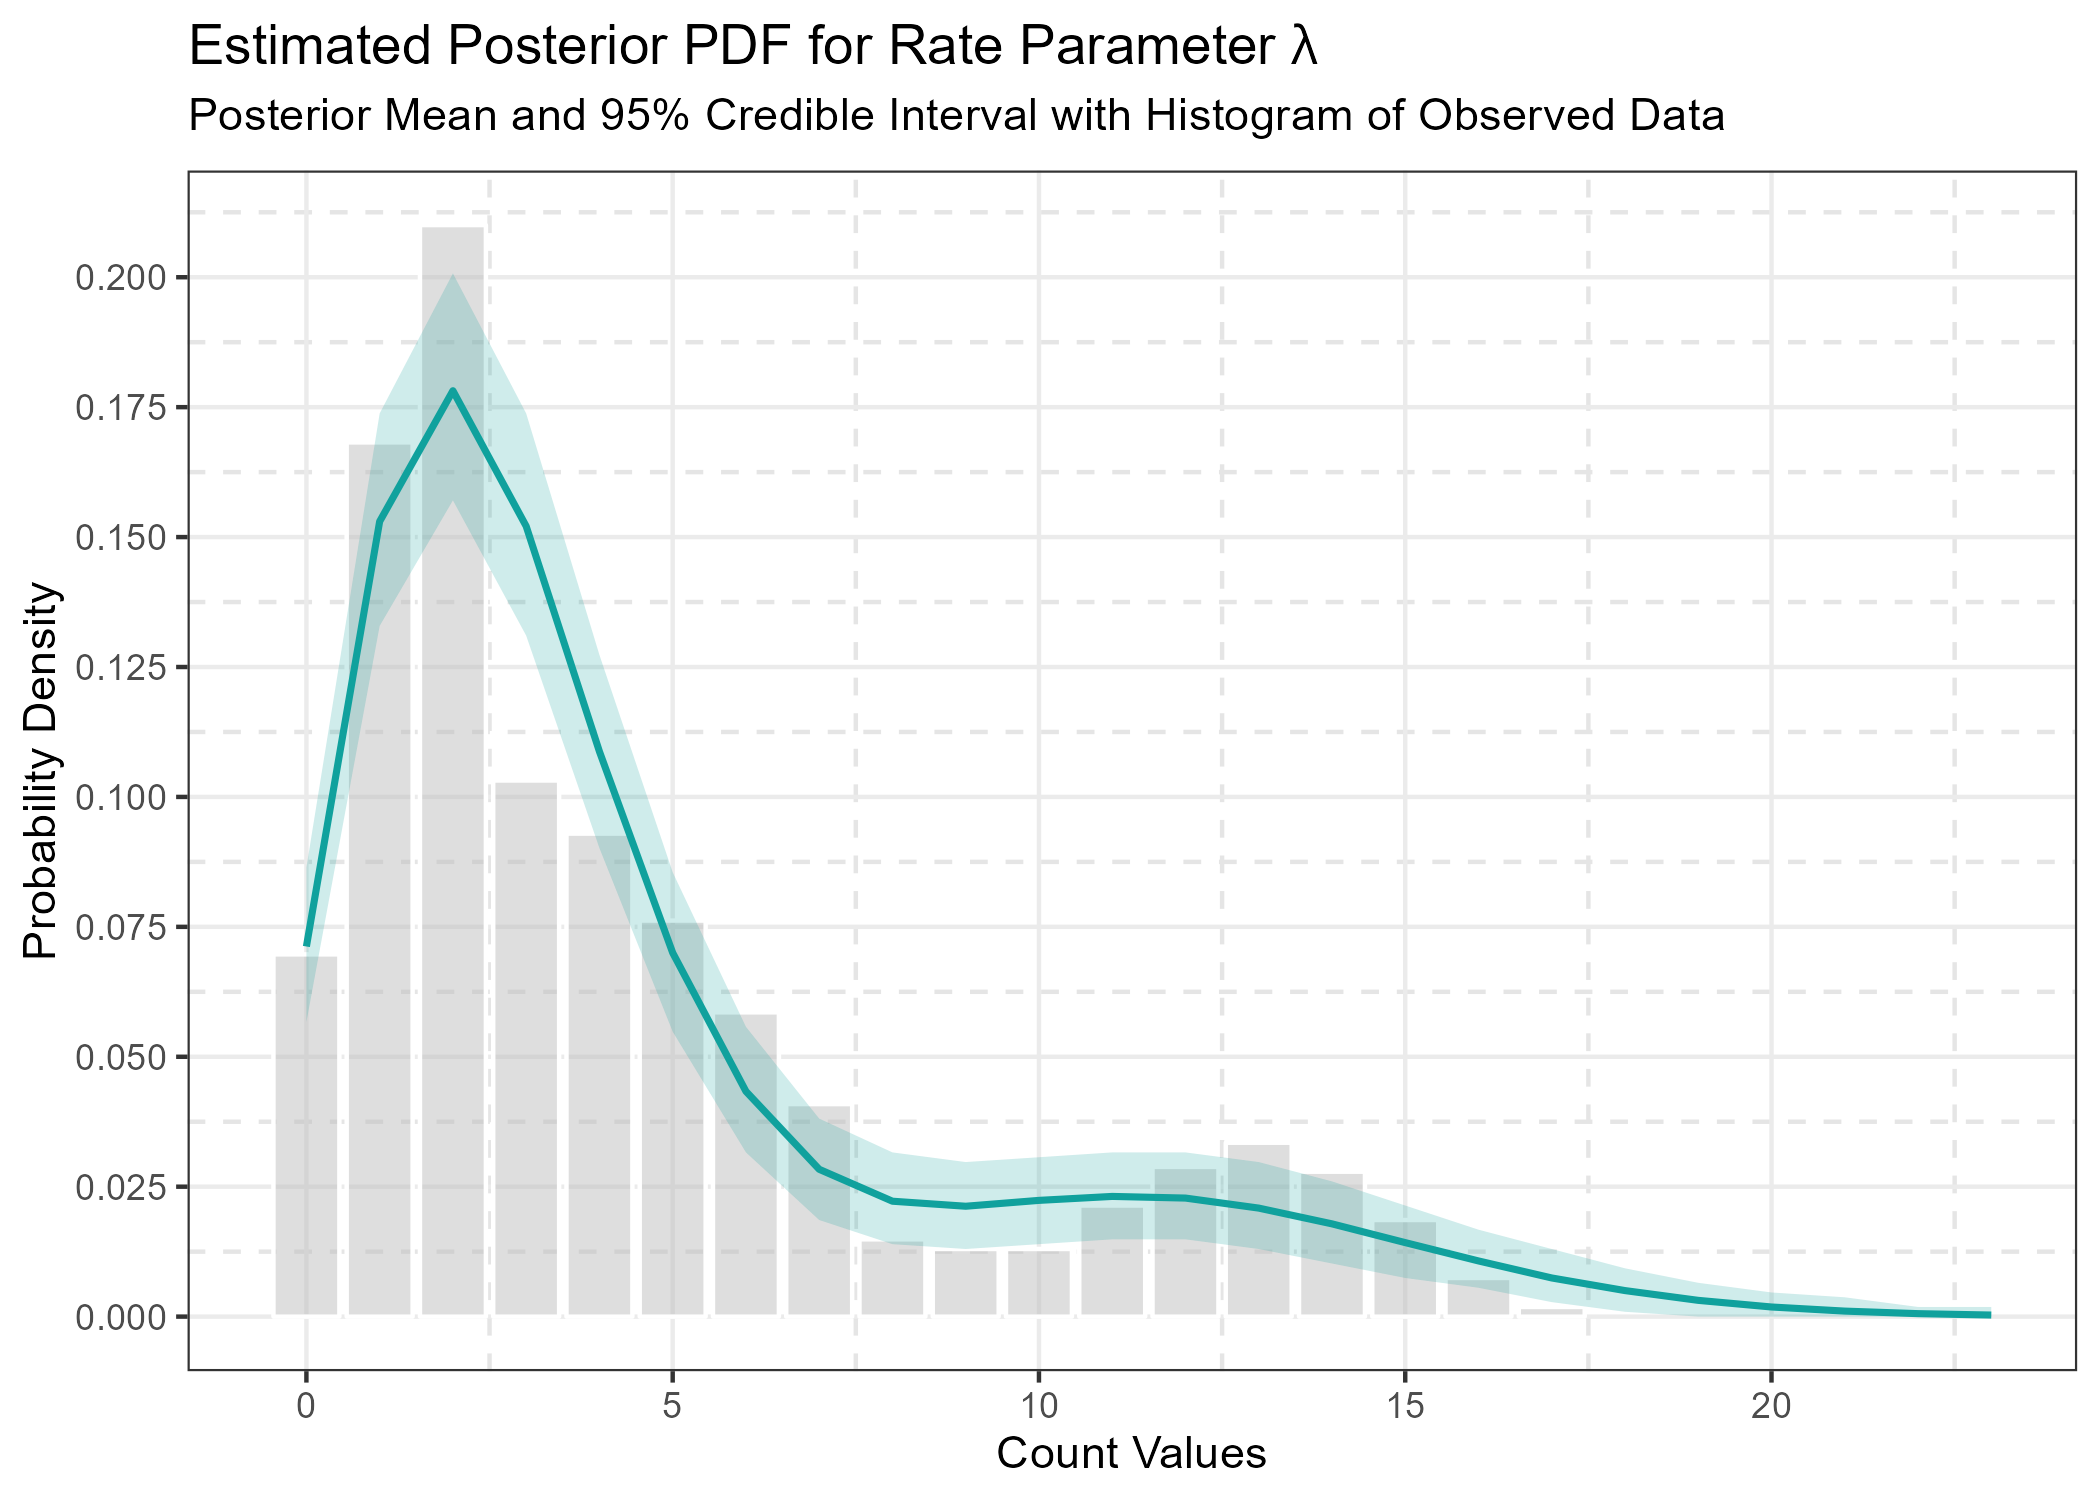 Estimated Posterior PDF for Rate Parameter λ
Posterior Mean and 95% Credible Interval with Histogram of Observed Data
Probability Density
0.200
0.175
0.150
0.125
0.100
0.075
0.050
0.025
0.000
0 5 10 15 20
Count Values